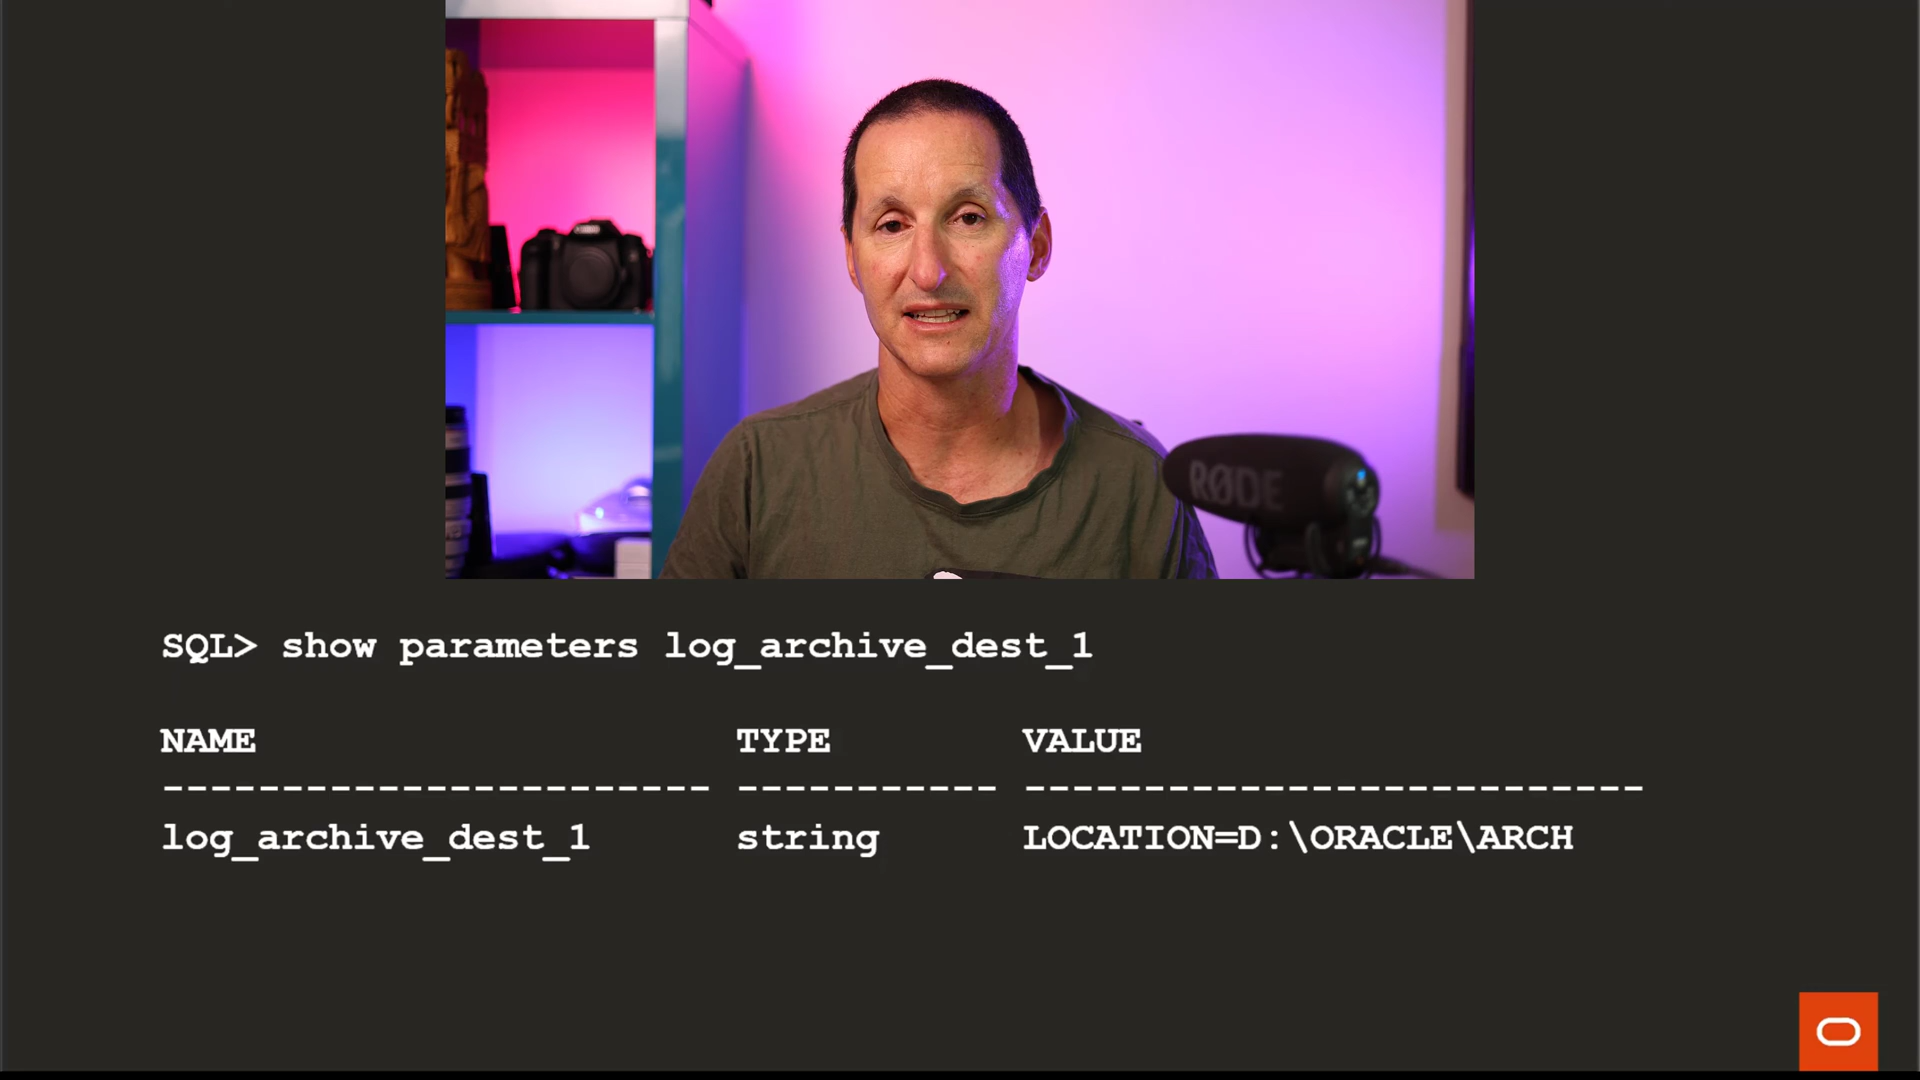 RØDE
SQL> show parameters log_archive_dest_1
NAME TYPE VALUE
----------------------- ----------- --------------------------
log_archive_dest_1 string LOCATION=D:\ORACLE\ARCH